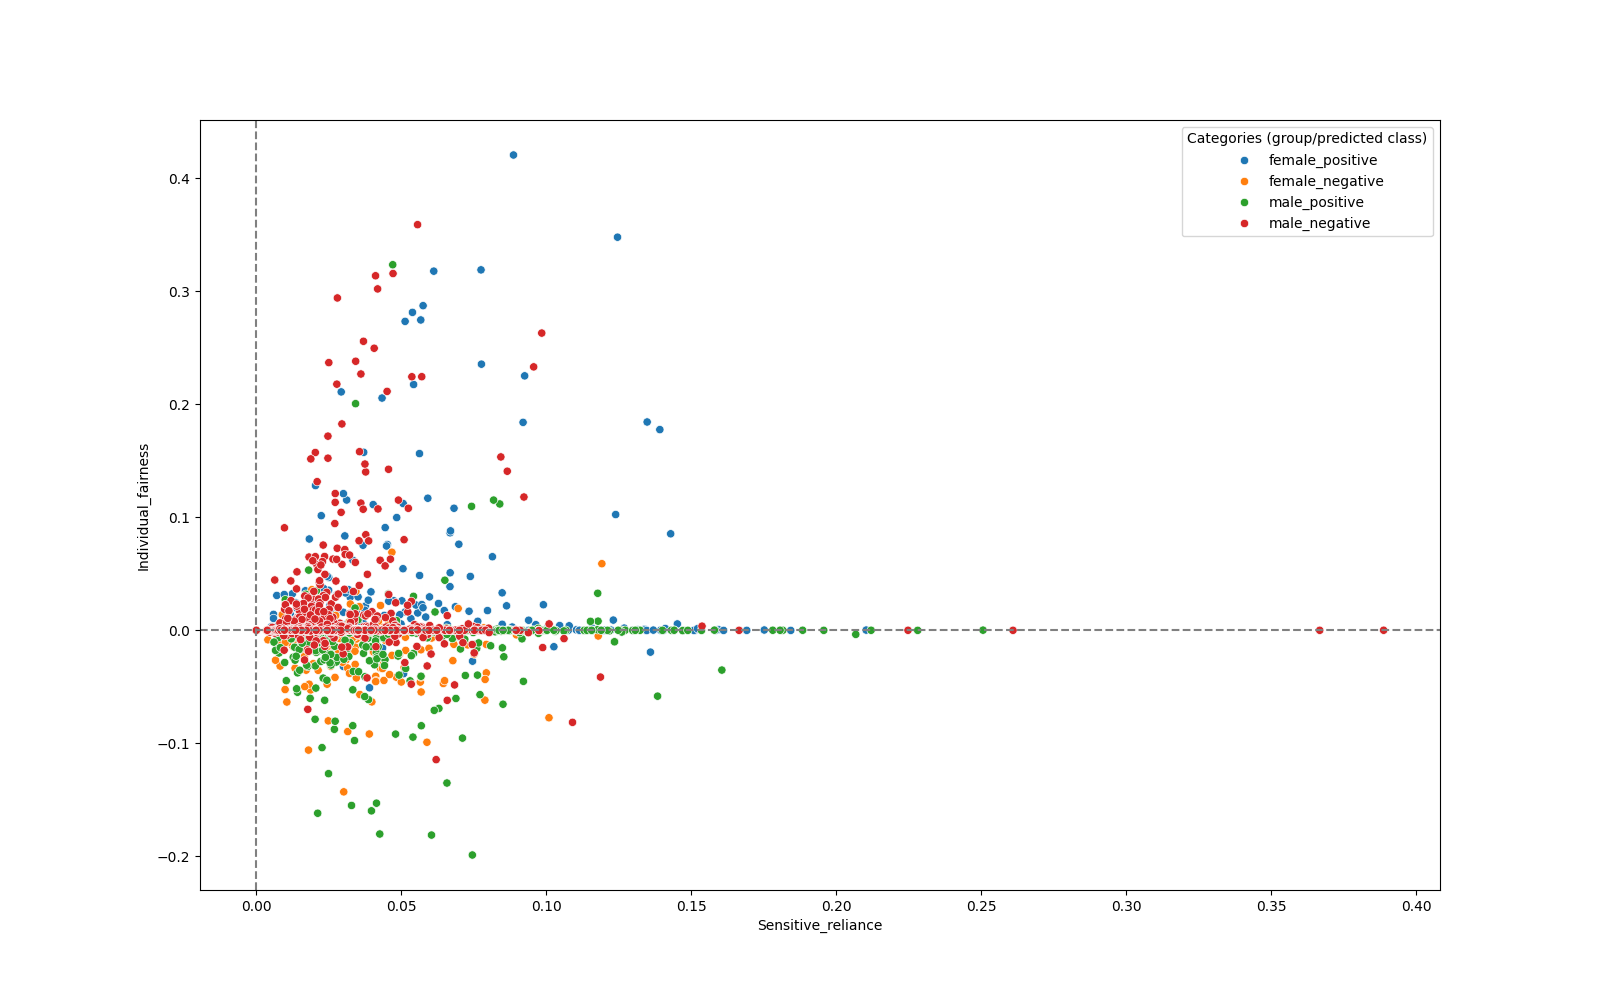 Categories (group/predicted class)
female_positive
female_negative
male_positive
male_negative
Individual_fairness
0.4
0.3
0.2
0.1
0.0
−0.1
−0.2
0.00 0.05 0.10 0.15 0.20 0.25 0.30 0.35 0.40
Sensitive_reliance